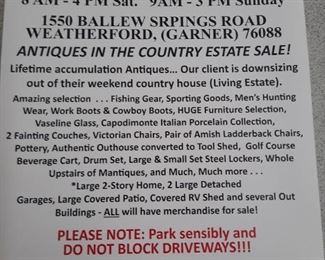 8 AM - 4 PM Sat. 9AM - 3 PM Sunday
1550 BALLEW SRPINGS ROAD
WEATHERFORD, (GARNER) 76088
ANTIQUES IN THE COUNTRY ESTATE SALE!
Lifetime accumulation Antiques... Our client is downsizing
out of their weekend country house (Living Estate).
Amazing selection . . . Fishing Gear, Sporting Goods, Men's Hunting
Wear, Work Boots & Cowboy Boots, HUGE Furniture Selection,
Vaseline Glass, Capodimonte Italian Porcelain Collection,
2 Fainting Couches, Victorian Chairs, Pair of Amish Ladderback Chairs,
Pottery, Authentic Outhouse converted to Tool Shed, Golf Course
Beverage Cart, Drum Set, Large & Small Set Steel Lockers, Whole
Upstairs of Mantiques, and Much, Much more . . .
*Large 2-Story Home, 2 Large Detached
Garages, Large Covered Patio, Covered RV Shed and several Out
Buildings - ALL will have merchandise for sale!
PLEASE NOTE: Park sensibly and
DO NOT BLOCK DRIVEWAYS!!!